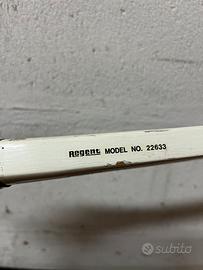 Regent MODEL NO. 22633
subito